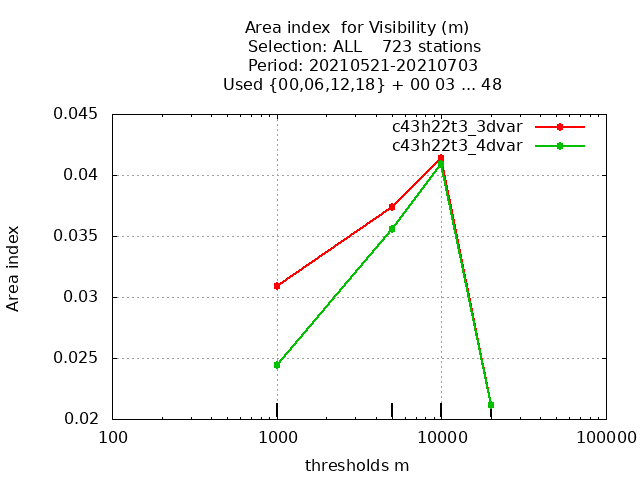 Area index  for Visibility (m)
Selection: ALL    723 stations
Period: 20210521-20210703
Used {00,06,12,18} + 00 03 ... 48
c43h22t3_3dvar
c43h22t3_4dvar
0.045
0.04
0.035
0.03
0.025
0.02
Area index
100
1000
10000
100000
thresholds m